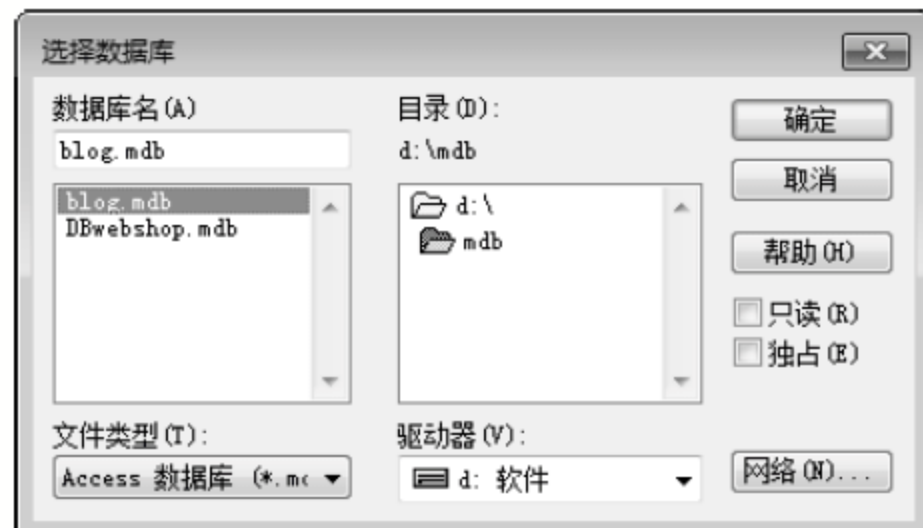 选择数据库
数据库名(A)
blog.mdb
blog.mdb
DBwebshop.mdb
文件类型(T):
Access 数据库 (*.mc
目录(D):
d:\mdb
d:\
mdb
驱动器(V):
d: 软件
确定
取消
帮助(H)
只读(R)
独占(E)
网络(N)...